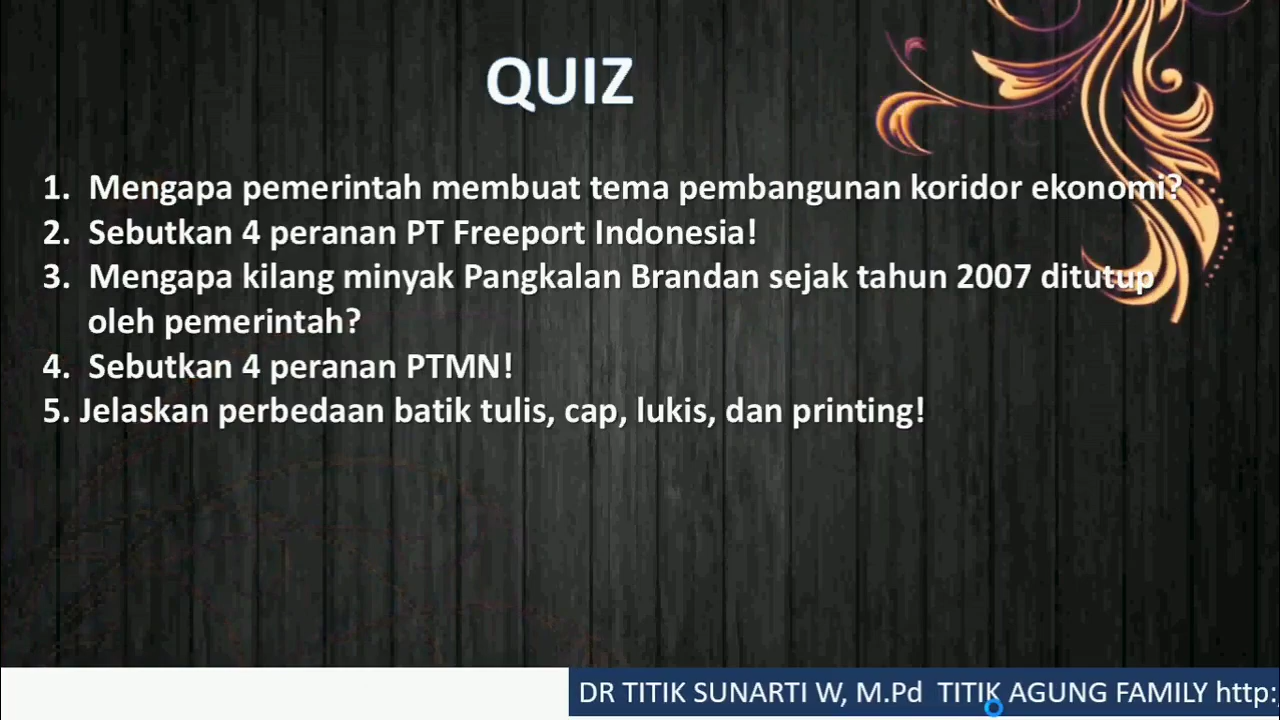 QUIZ
1. Mengapa pemerintah membuat tema pembangunan koridor ekonomi?
2. Sebutkan 4 peranan PT Freeport Indonesia!
3. Mengapa kilang minyak Pangkalan Brandan sejak tahun 2007 ditutup
oleh pemerintah?
4. Sebutkan 4 peranan PTMN!
5. Jelaskan perbedaan batik tulis, cap, lukis, dan printing!
DR TITIK SUNARTI W, M.Pd TITIK AGUNG FAMILY http: